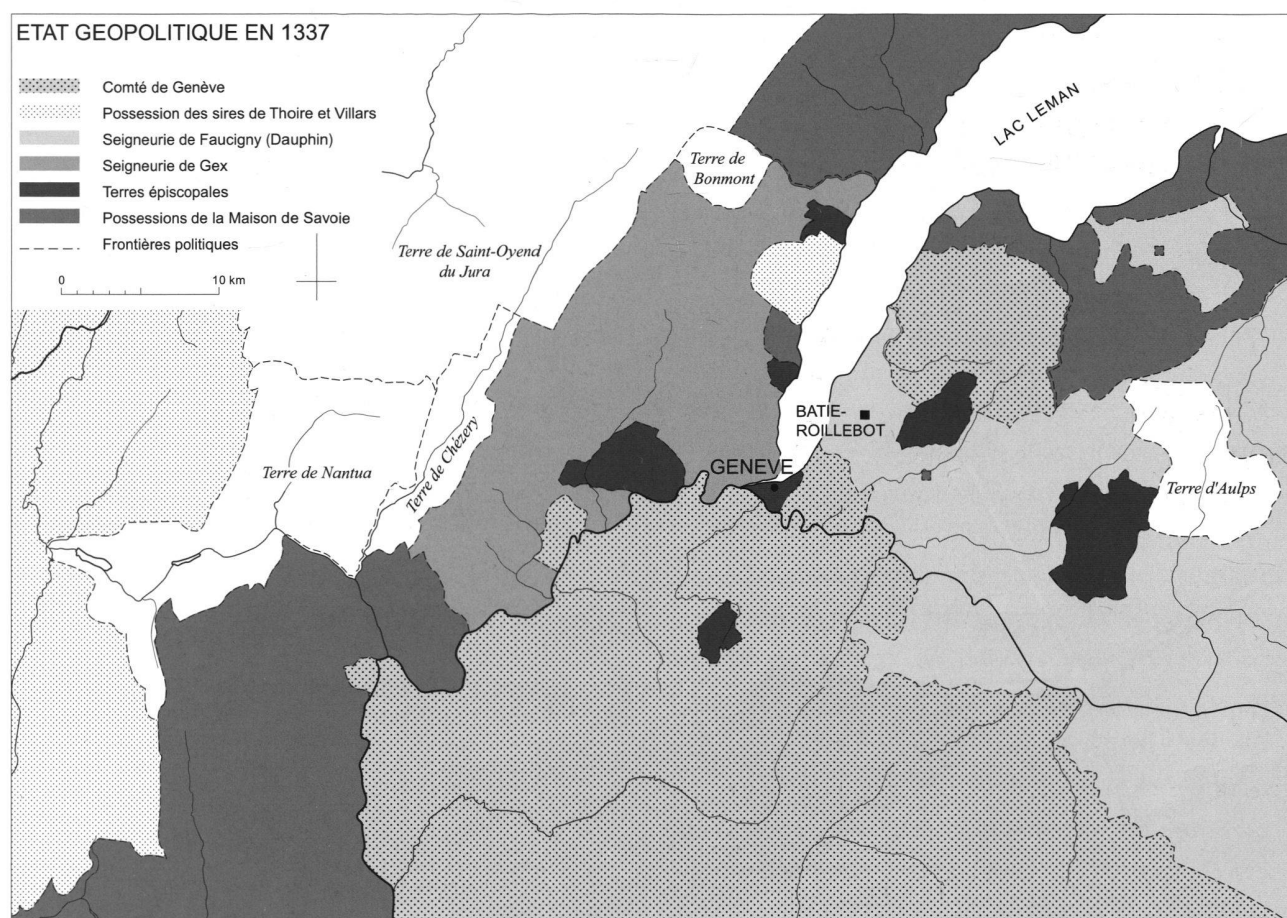 ETAT GEOPOLITIQUE EN 1337
Comté de Genève
Possession des sires de Thoire et Villars
Seigneurie de Faucigny (Dauphin)
Seigneurie de Gex
Terres épiscopales
Possessions de la Maison de Savoie
Frontières politiques
0 10 km
LAC LEMAN
Terre de
Bonmont
Terre de Saint-Oyend
du Jura
BATIE-
ROILLEBOT
GENEVE
Terre de Nantua
Terre de Chézery
Terre d'Aulps